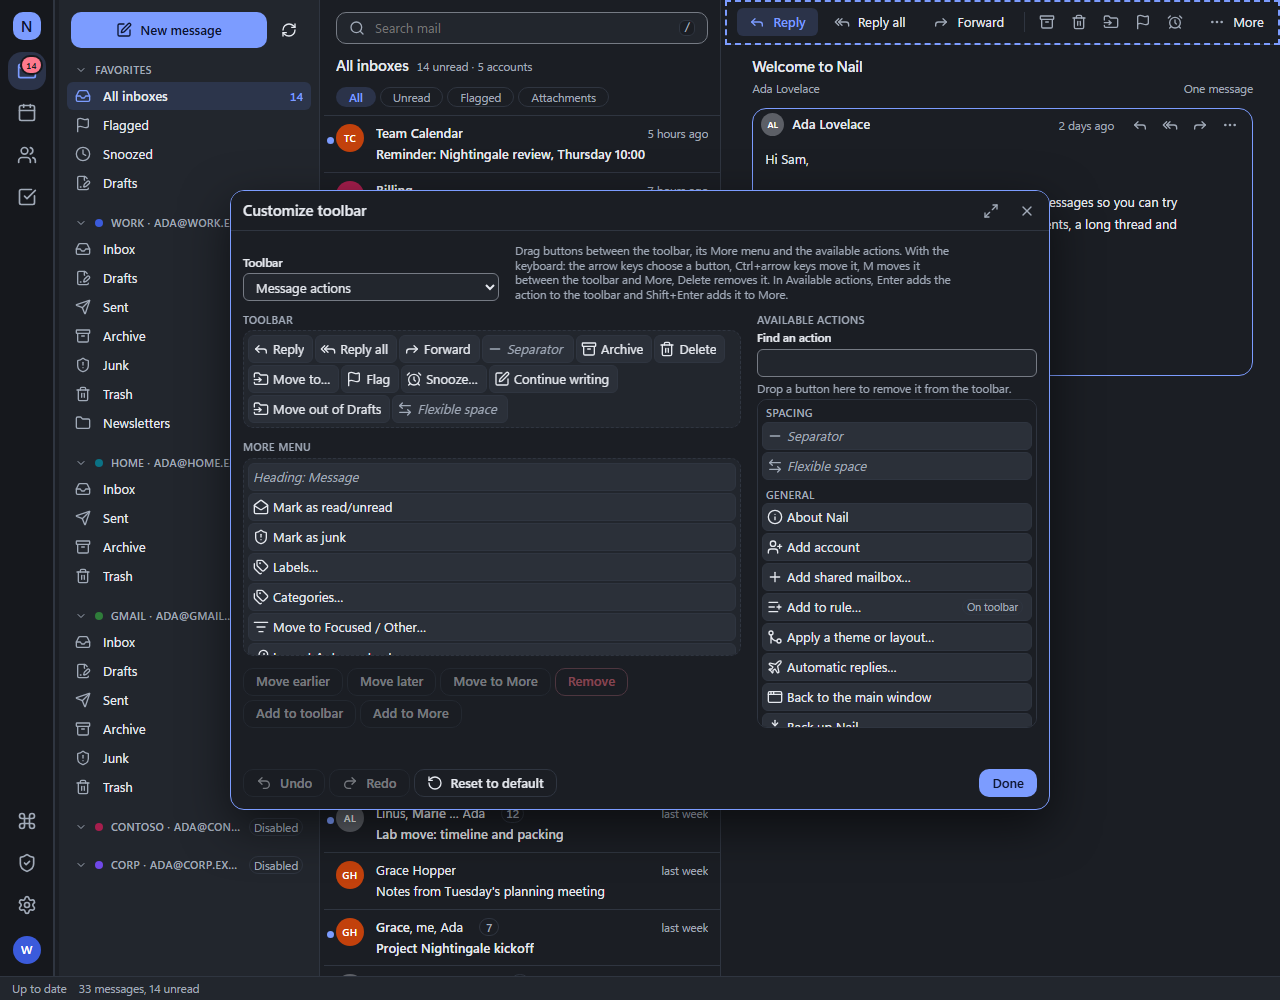 N
New message
Search mail
/
Reply
Reply all
Forward
More
14
FAVORITES
All inboxes 14
Flagged
Snoozed
Drafts
WORK · ADA@WORK.E
Inbox
Drafts
Sent
Archive
Junk
Trash
Newsletters
HOME · ADA@HOME.E
Inbox
Sent
Archive
Trash
GMAIL · ADA@GMAIL...
Inbox
Drafts
Sent
Archive
Junk
Trash
CONTOSO · ADA@CON... Disabled
CORP · ADA@CORP.EX... Disabled
W
All inboxes 14 unread · 5 accounts
All Unread Flagged Attachments
TC Team Calendar 5 hours ago
Reminder: Nightingale review, Thursday 10:00
Billing 7 hours ago
Welcome to Nail
Ada Lovelace One message
AL Ada Lovelace 2 days ago
Hi Sam,
essages so you can try
ents, a long thread and
Customize toolbar
Toolbar
Message actions
Drag buttons between the toolbar, its More menu and the available actions. With the
keyboard: the arrow keys choose a button, Ctrl+arrow keys move it, M moves it
between the toolbar and More, Delete removes it. In Available actions, Enter adds the
action to the toolbar and Shift+Enter adds it to More.
TOOLBAR
Reply Reply all Forward Separator Archive Delete
Move to... Flag Snooze... Continue writing
Move out of Drafts Flexible space
MORE MENU
Heading: Message
Mark as read/unread
Mark as junk
Labels...
Categories...
Move to Focused / Other...
Move earlier Move later Move to More Remove
Add to toolbar Add to More
AVAILABLE ACTIONS
Find an action
Drop a button here to remove it from the toolbar.
SPACING
Separator
Flexible space
GENERAL
About Nail
Add account
Add shared mailbox...
Add to rule... On toolbar
Apply a theme or layout...
Automatic replies...
Back to the main window
Back up Nail
Undo Redo Reset to default Done
AL Linus, Marie ... Ada 12 last week
Lab move: timeline and packing
GH Grace Hopper last week
Notes from Tuesday's planning meeting
GH Grace, me, Ada 7 last week
Project Nightingale kickoff
Up to date 33 messages, 14 unread